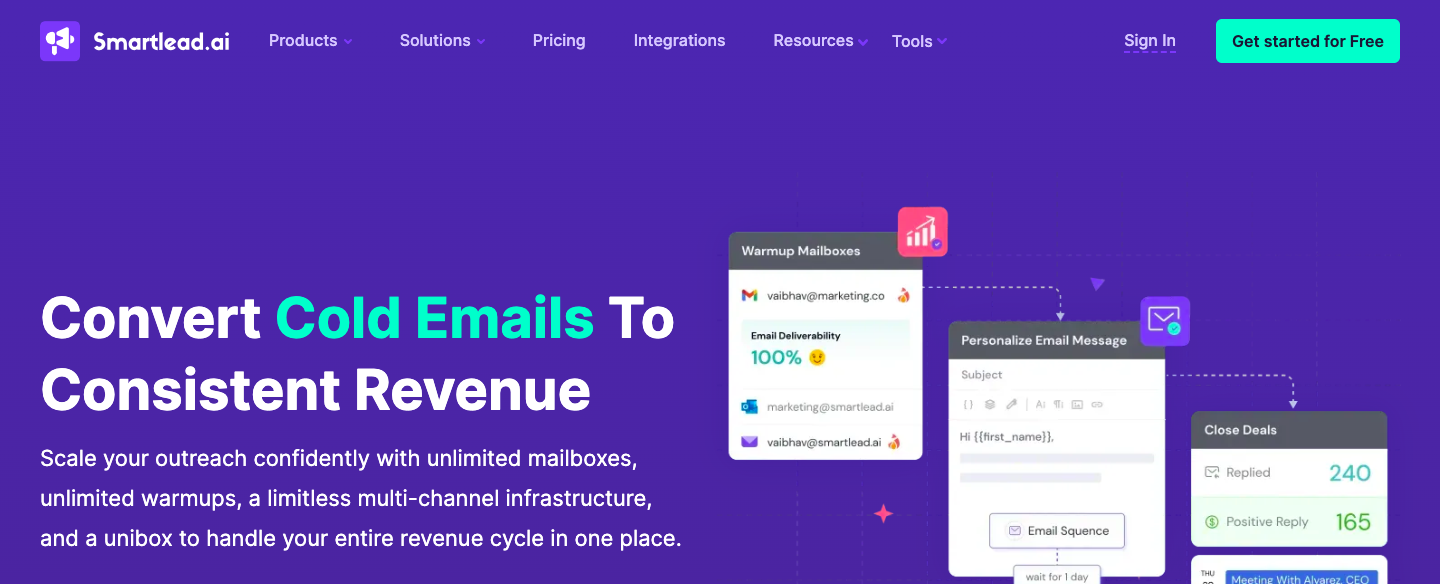 Smartlead.ai
Products
Solutions
Pricing
Integrations
Resources
Tools
Sign In
Get started for Free
Convert Cold Emails To
Consistent Revenue
Scale your outreach confidently with unlimited mailboxes,
unlimited warmups, a limitless multi-channel infrastructure,
and a unibox to handle your entire revenue cycle in one place.
Warmup Mailboxes
vaibhav@marketing.co
Email Deliverability
100%
marketing@smartlead.ai
vaibhav@smartlead.ai
Personalize Email Message
Subject
Hi {{first_name}},
Email Squence
wait for 1 day
Close Deals
Replied 240
Positive Reply 165
THU
Meeting With Alvarez, CEO